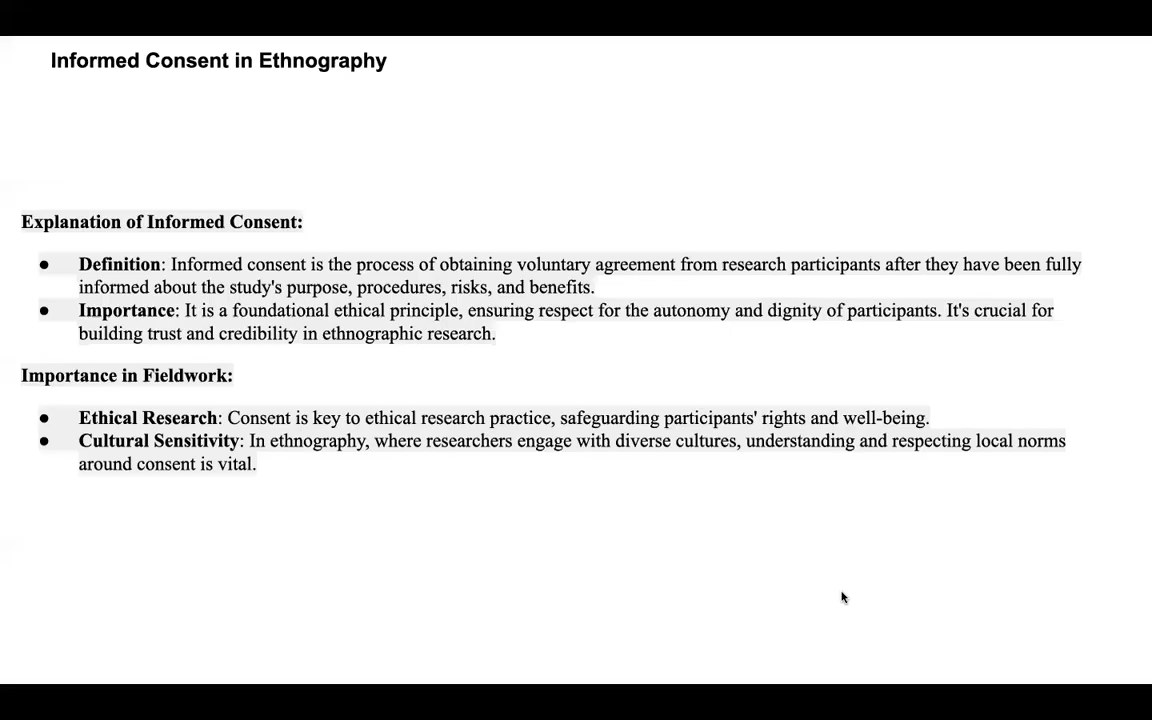 Informed Consent in Ethnography
Explanation of Informed Consent:
● Definition: Informed consent is the process of obtaining voluntary agreement from research participants after they have been fully
informed about the study's purpose, procedures, risks, and benefits.
● Importance: It is a foundational ethical principle, ensuring respect for the autonomy and dignity of participants. It's crucial for
building trust and credibility in ethnographic research.
Importance in Fieldwork:
● Ethical Research: Consent is key to ethical research practice, safeguarding participants' rights and well-being.
● Cultural Sensitivity: In ethnography, where researchers engage with diverse cultures, understanding and respecting local norms
around consent is vital.